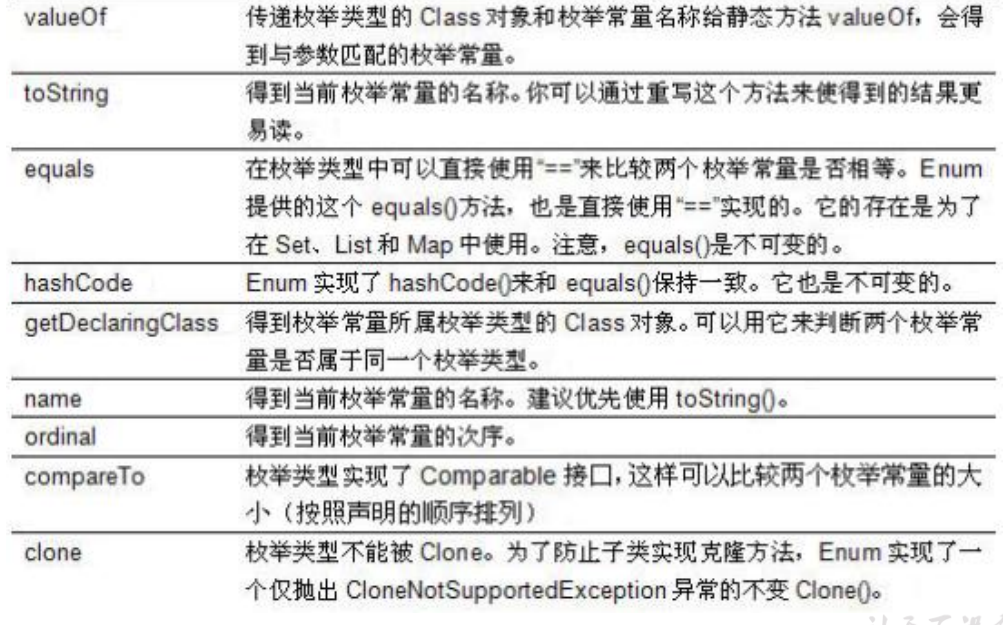 valueOf 传递枚举类型的 Class 对象和枚举常量名称给静态方法 valueOf，会得
到与参数匹配的枚举常量。
toString 得到当前枚举常量的名称。你可以通过重写这个方法来使得到的结果更
易读。
equals 在枚举类型中可以直接使用“==”来比较两个枚举常量是否相等。Enum
提供的这个 equals()方法，也是直接使用“==”实现的。它的存在是为了
在 Set、List 和 Map 中使用。注意，equals()是不可变的。
hashCode Enum 实现了 hashCode()来和 equals()保持一致。它也是不可变的。
getDeclaringClass 得到枚举常量所属枚举类型的 Class 对象。可以用它来判断两个枚举常
量是否属于同一个枚举类型。
name 得到当前枚举常量的名称。建议优先使用 toString()。
ordinal 得到当前枚举常量的次序。
compareTo 枚举类型实现了 Comparable 接口，这样可以比较两个枚举常量的大
小（按照声明的顺序排列）
clone 枚举类型不能被 Clone。为了防止子类实现克隆方法，Enum 实现了一
个仅抛出 CloneNotSupportedException 异常的不变 Clone()。